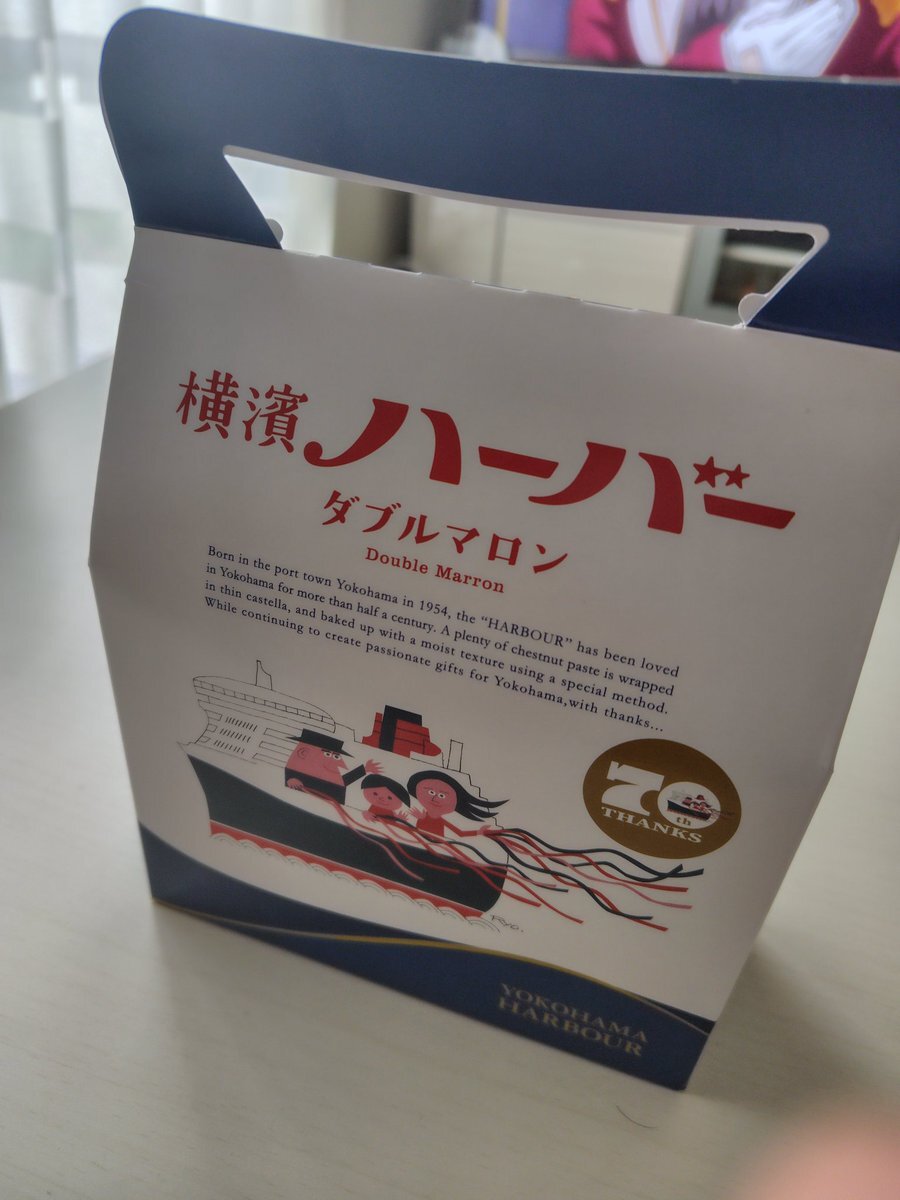 横濱ハーバー
ダブルマロン
Double Marron
Born in the port town Yokohama in 1954, the “HARBOUR” has been loved
in Yokohama for more than half a century. A plenty of chestnut paste is wrapped
in thin castella, and baked up with a moist texture using a special method.
While continuing to create passionate gifts for Yokohama,with thanks...
70th
THANKS
Ryo.
YOKOHAMA
HARBOUR